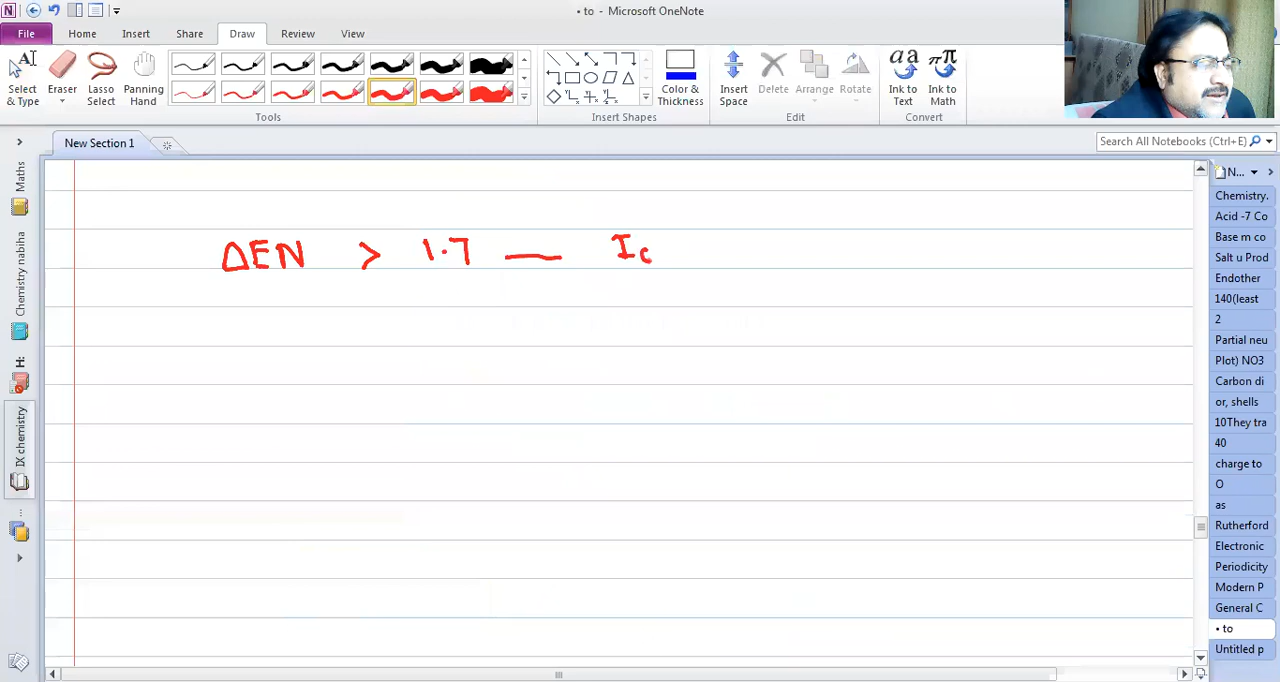 • to - Microsoft OneNote
File Home Insert Share Draw Review View
Select & Type Eraser Lasso Select Panning Hand Color & Thickness Insert Space Delete Arrange Rotate Ink to Text Ink to Math
Tools Insert Shapes Edit Convert
New Section 1
Search All Notebooks (Ctrl+E)
N...
Maths
Chemistry nabiha
IX chemistry
ΔEN > 1.7 — Io
Chemistry.
Acid -7 Co
Base m co
Salt u Prod
Endother
140(least
2
Partial neu
Plot) NO3
Carbon di
or, shells
10They tra
40
charge to
O
as
Rutherford
Electronic
Periodicity
Modern P
General C
• to
Untitled p